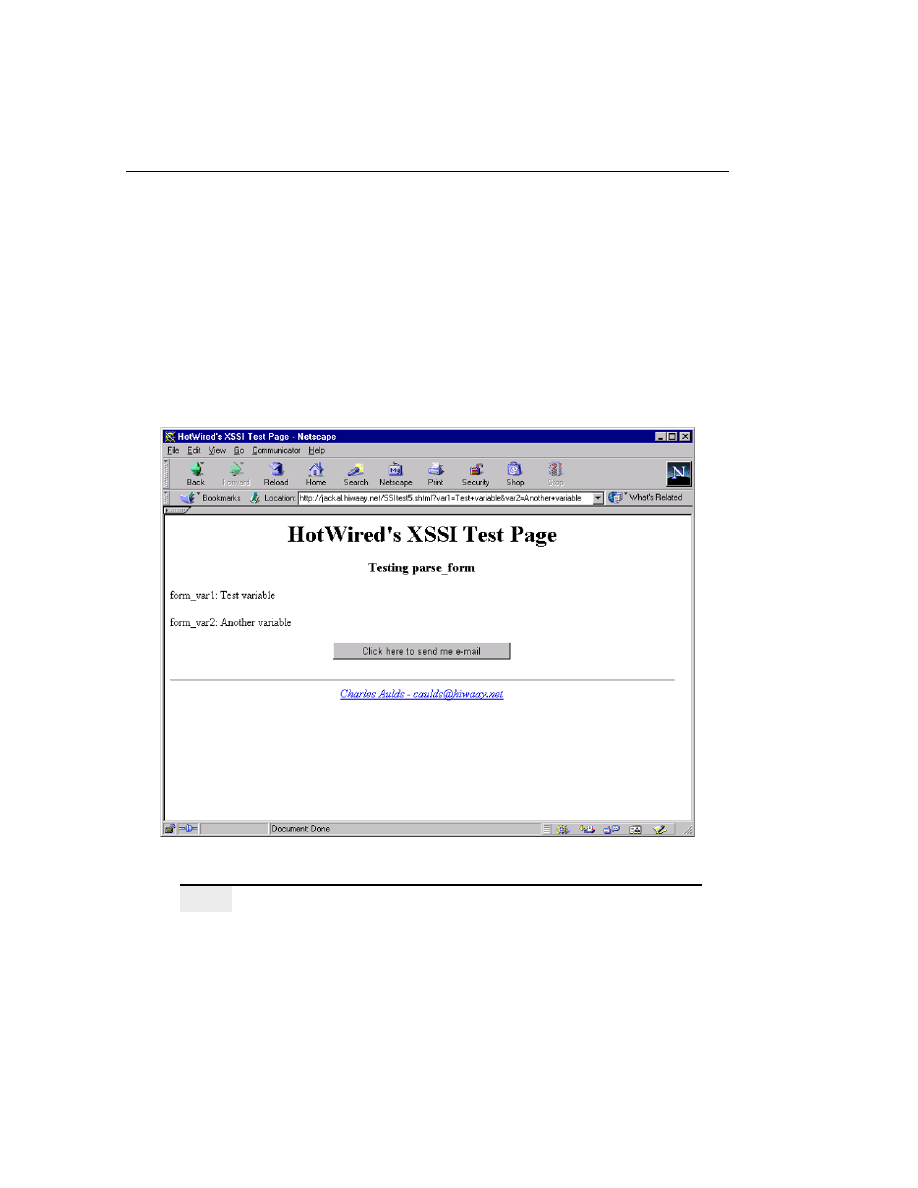 HotWired's XSSI Test Page - Netscape
File Edit View Go Communicator Help
Back Forward Reload Home Search Netscape Print Security Shop Stop
N
Bookmarks Location: http://jackal.hiwaay.net/SSItest5.shtml?var1=Test+variable&var2=Another+variable What's Related
HotWired's XSSI Test Page
Testing parse_form
form_var1: Test variable
form_var2: Another variable
Click here to send me e-mail
Charles Aulds - caulds@hiwaay.net
Document: Done